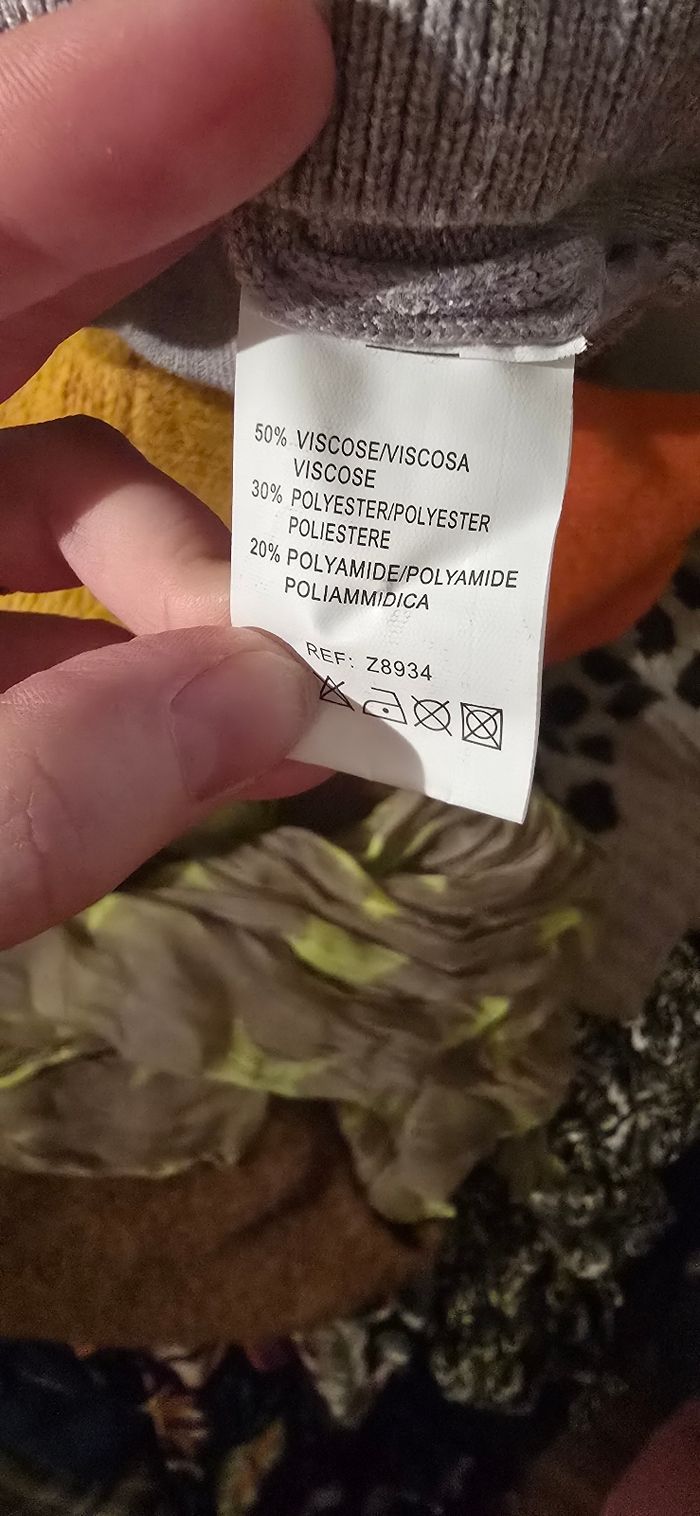 50% VISCOSE/VISCOSA
VISCOSE
30% POLYESTER/POLYESTER
POLIESTERE
20% POLYAMIDE/POLYAMIDE
POLIAMMIDICA
REF: Z8934